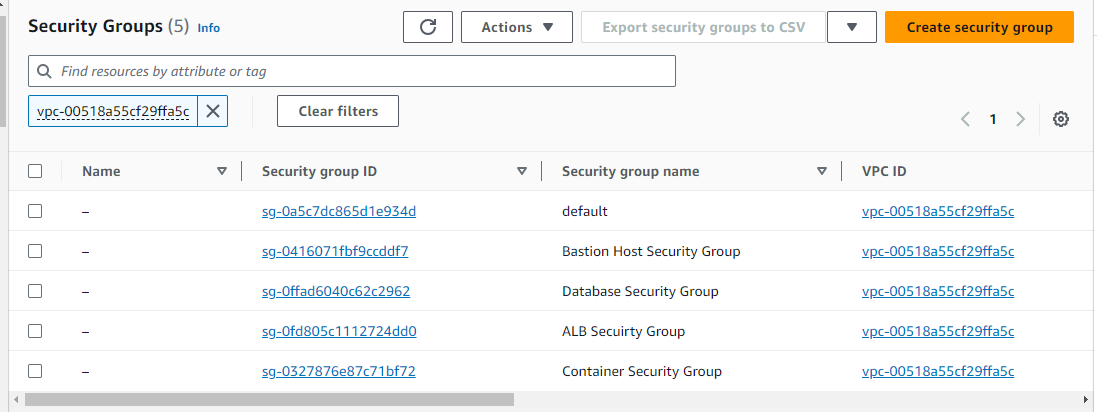 Security Groups (5) Info Actions Export security groups to CSV Create security group
Find resources by attribute or tag
vpc-00518a55cf29ffa5c Clear filters 1
Name Security group ID Security group name VPC ID
– sg-0a5c7dc865d1e934d default vpc-00518a55cf29ffa5c
– sg-0416071fbf9ccddf7 Bastion Host Security Group vpc-00518a55cf29ffa5c
– sg-0ffad6040c62c2962 Database Security Group vpc-00518a55cf29ffa5c
– sg-0fd805c1112724dd0 ALB Secuirty Group vpc-00518a55cf29ffa5c
– sg-0327876e87c71bf72 Container Security Group vpc-00518a55cf29ffa5c